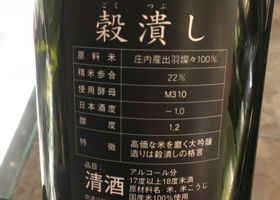 ごくつぶ
穀潰し
原料米 庄内産出羽燦々100%
精米歩合 22%
使用酵母 M310
日本酒度 －1.0
酸度 1.2
特徴 高価な米を磨く大吟醸
造りは穀潰しの格言
品目:
清酒
アルコール分
17度以上18度未満
原材料名 米、米こうじ
国産米100%使用